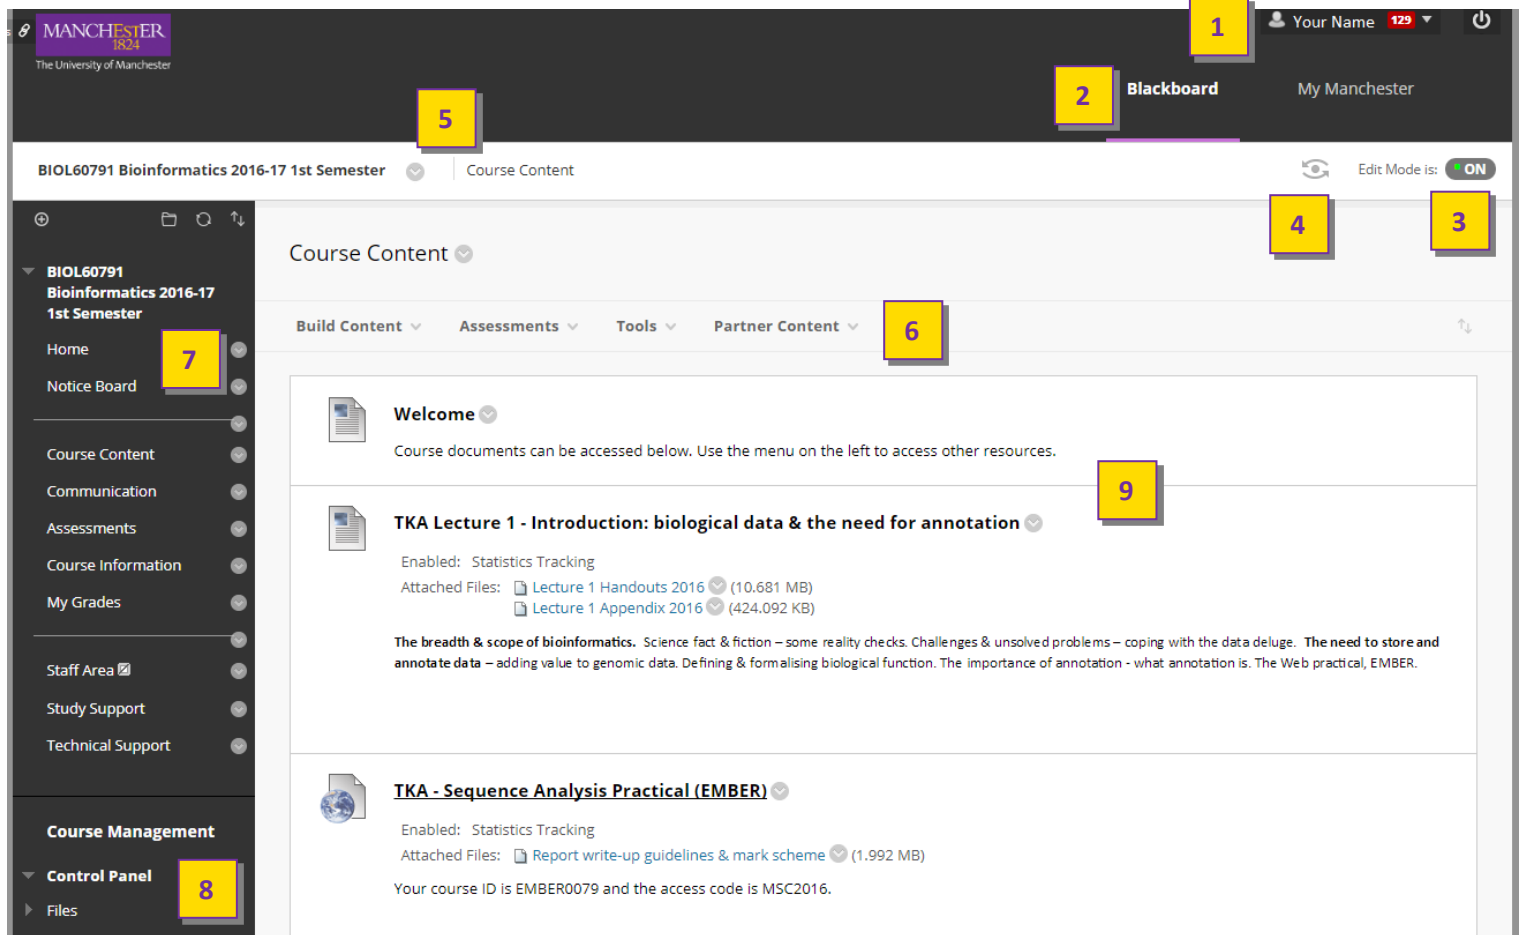 s
MANCHESTER
1824
The University of Manchester
1
Your Name 129
2
Blackboard
My Manchester
5
BIOL60791 Bioinformatics 2016-17 1st Semester
Course Content
Edit Mode is: ON
4
3
Course Content
BIOL60791
Bioinformatics 2016-17
1st Semester
Home
7
Notice Board
Course Content
Communication
Assessments
Course Information
My Grades
Staff Area
Study Support
Technical Support
Course Management
Control Panel
8
Files
Build Content
Assessments
Tools
Partner Content
6
Welcome
Course documents can be accessed below. Use the menu on the left to access other resources.
9
TKA Lecture 1 - Introduction: biological data & the need for annotation
Enabled: Statistics Tracking
Attached Files: Lecture 1 Handouts 2016 (10.681 MB)
Lecture 1 Appendix 2016 (424.092 KB)
The breadth & scope of bioinformatics. Science fact & fiction – some reality checks. Challenges & unsolved problems – coping with the data deluge. The need to store and
annotate data – adding value to genomic data. Defining & formalising biological function. The importance of annotation - what annotation is. The Web practical, EMBER.
TKA - Sequence Analysis Practical (EMBER)
Enabled: Statistics Tracking
Attached Files: Report write-up guidelines & mark scheme (1.992 MB)
Your course ID is EMBER0079 and the access code is MSC2016.